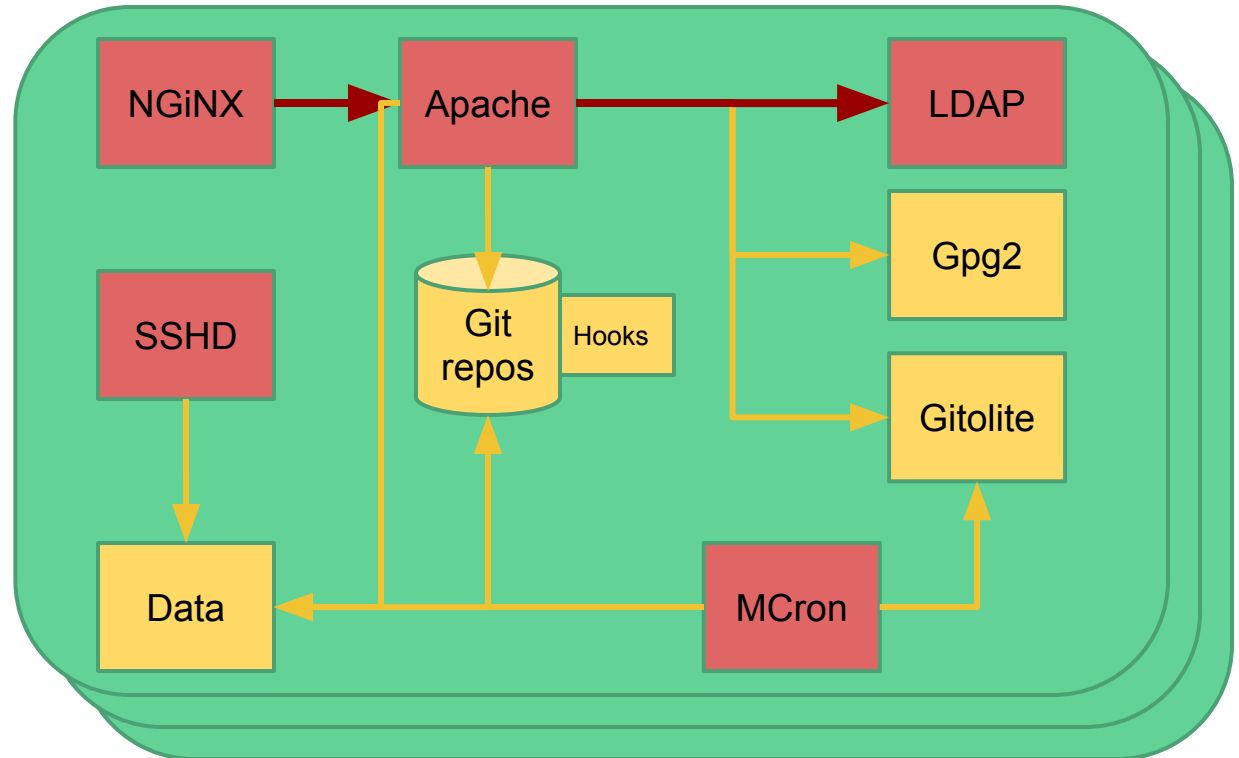 NGiNX
Apache
LDAP
Gpg2
SSHD
Git
repos
Hooks
Gitolite
Data
MCron